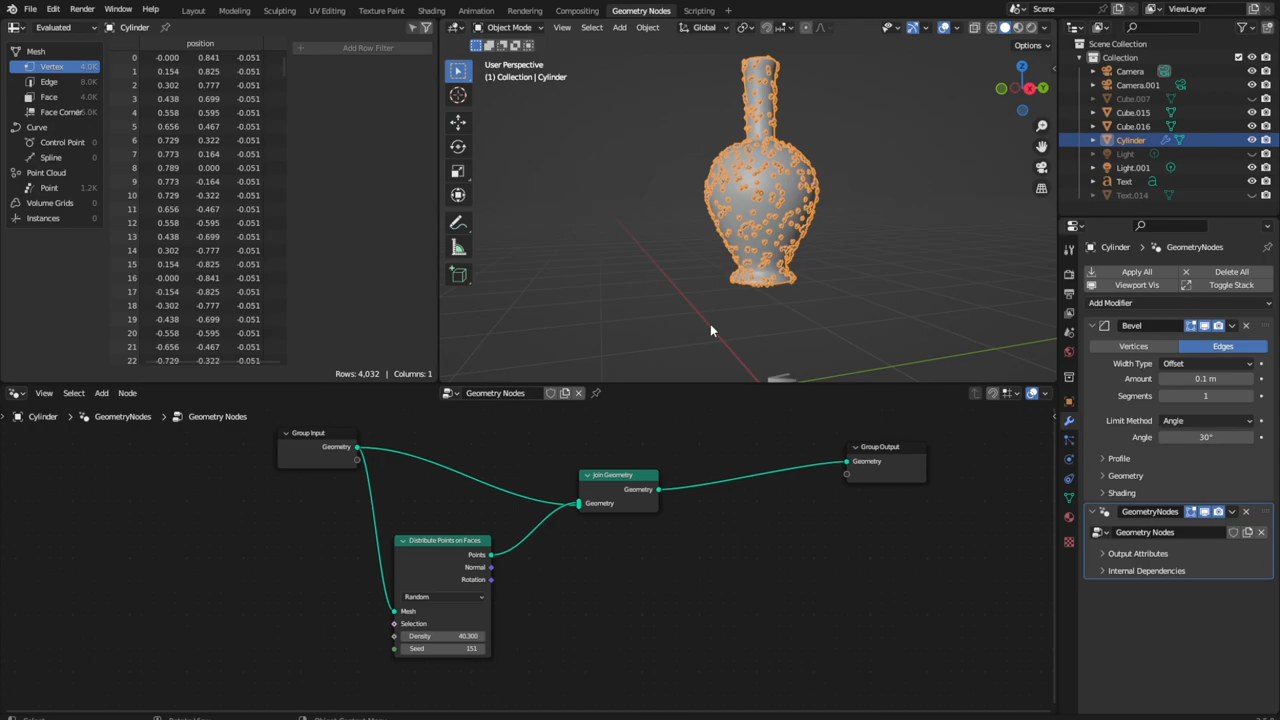 File Edit Render Window Help Layout Modeling Sculpting UV Editing Texture Paint Shading Animation Rendering Compositing Geometry Nodes Scripting Scene ViewLayer
Evaluated Cylinder
Mesh
Vertex 4.0K
Edge 8.0K
Face 4.0K
Face Corner
Curve
Control Point 0
Spline 0
Point Cloud
Point 1.2K
Volume Grids 0
Instances 0
position
0 -0.000 0.841 -0.051
1 0.154 0.825 -0.051
2 0.302 0.777 -0.051
3 0.438 0.699 -0.051
4 0.558 0.595 -0.051
5 0.656 0.467 -0.051
6 0.729 0.322 -0.051
7 0.773 0.164 -0.051
8 0.789 0.000 -0.051
9 0.773 -0.164 -0.051
10 0.729 -0.322 -0.051
11 0.656 -0.467 -0.051
12 0.558 -0.595 -0.051
13 0.438 -0.699 -0.051
14 0.302 -0.777 -0.051
15 0.154 -0.825 -0.051
16 -0.000 -0.841 -0.051
17 -0.154 -0.825 -0.051
18 -0.302 -0.777 -0.051
19 -0.438 -0.699 -0.051
20 -0.558 -0.595 -0.051
21 -0.656 -0.467 -0.051
22 -0.729 -0.322 -0.051
Add Row Filter
Rows: 4,032 | Columns: 1
Object Mode View Select Add Object Global
Options
User Perspective
(1) Collection | Cylinder
Z
X
Y
Scene Collection
Collection
Camera
Camera.001
Cube.007
Cube.015
Cube.016
Cylinder
Light
Light.001
Text
Text.014
Cylinder GeometryNodes
Apply All Delete All
Viewport Vis Toggle Stack
Add Modifier
Bevel
Vertices Edges
Width Type Offset
Amount 0.1 m
Segments 1
Limit Method Angle
Angle 30°
Profile
Geometry
Shading
GeometryNodes
Geometry Nodes
Output Attributes
Internal Dependencies
View Select Add Node Geometry Nodes
Cylinder GeometryNodes Geometry Nodes
Group Input
Geometry
Join Geometry
Geometry
Geometry
Group Output
Geometry
Distribute Points on Faces
Points
Normal
Rotation
Random
Mesh
Selection
Density 40.300
Seed 151